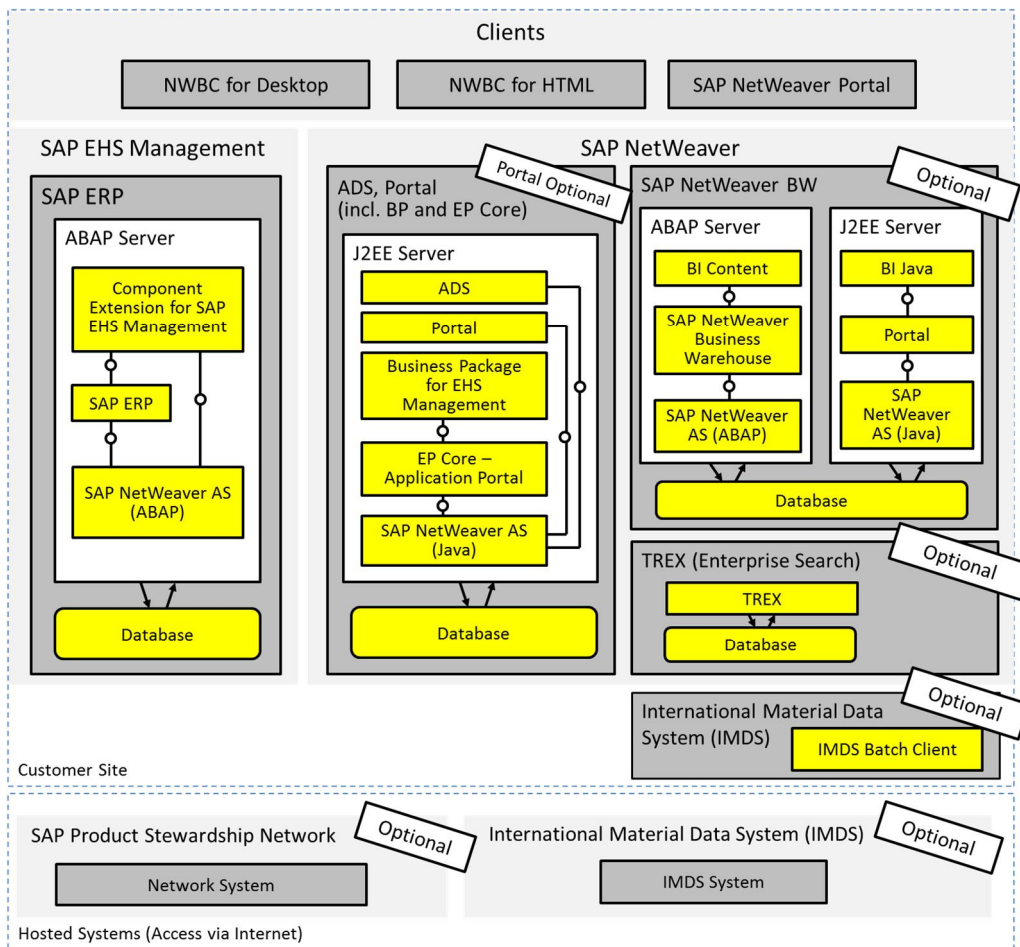 Clients
NWBC for Desktop
NWBC for HTML
SAP NetWeaver Portal
SAP EHS Management
SAP ERP
ABAP Server
Component
Extension for SAP
EHS Management
SAP ERP
SAP NetWeaver AS
(ABAP)
Database
SAP NetWeaver
Portal Optional
ADS, Portal
(incl. BP and EP Core)
J2EE Server
ADS
Portal
Business Package
for EHS
Management
EP Core –
Application Portal
SAP NetWeaver AS
(Java)
Database
Optional
SAP NetWeaver BW
ABAP Server
BI Content
SAP NetWeaver
Business
Warehouse
SAP NetWeaver
AS (ABAP)
J2EE Server
BI Java
Portal
SAP
NetWeaver
AS (Java)
Database
Optional
TREX (Enterprise Search)
TREX
Database
Optional
International Material Data
System (IMDS)
IMDS Batch Client
Customer Site
SAP Product Stewardship Network
Optional
Network System
International Material Data System (IMDS)
Optional
IMDS System
Hosted Systems (Access via Internet)